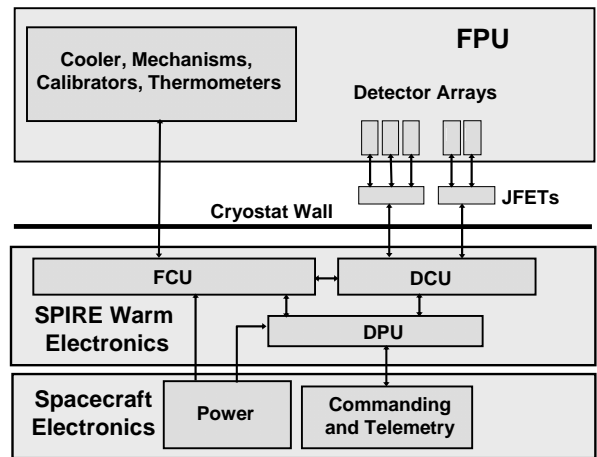 FPU
Cooler, Mechanisms,
Calibrators, Thermometers
Detector Arrays
JFETs
Cryostat Wall
FCU
DCU
SPIRE Warm
Electronics
DPU
Spacecraft
Electronics
Power
Commanding
and Telemetry